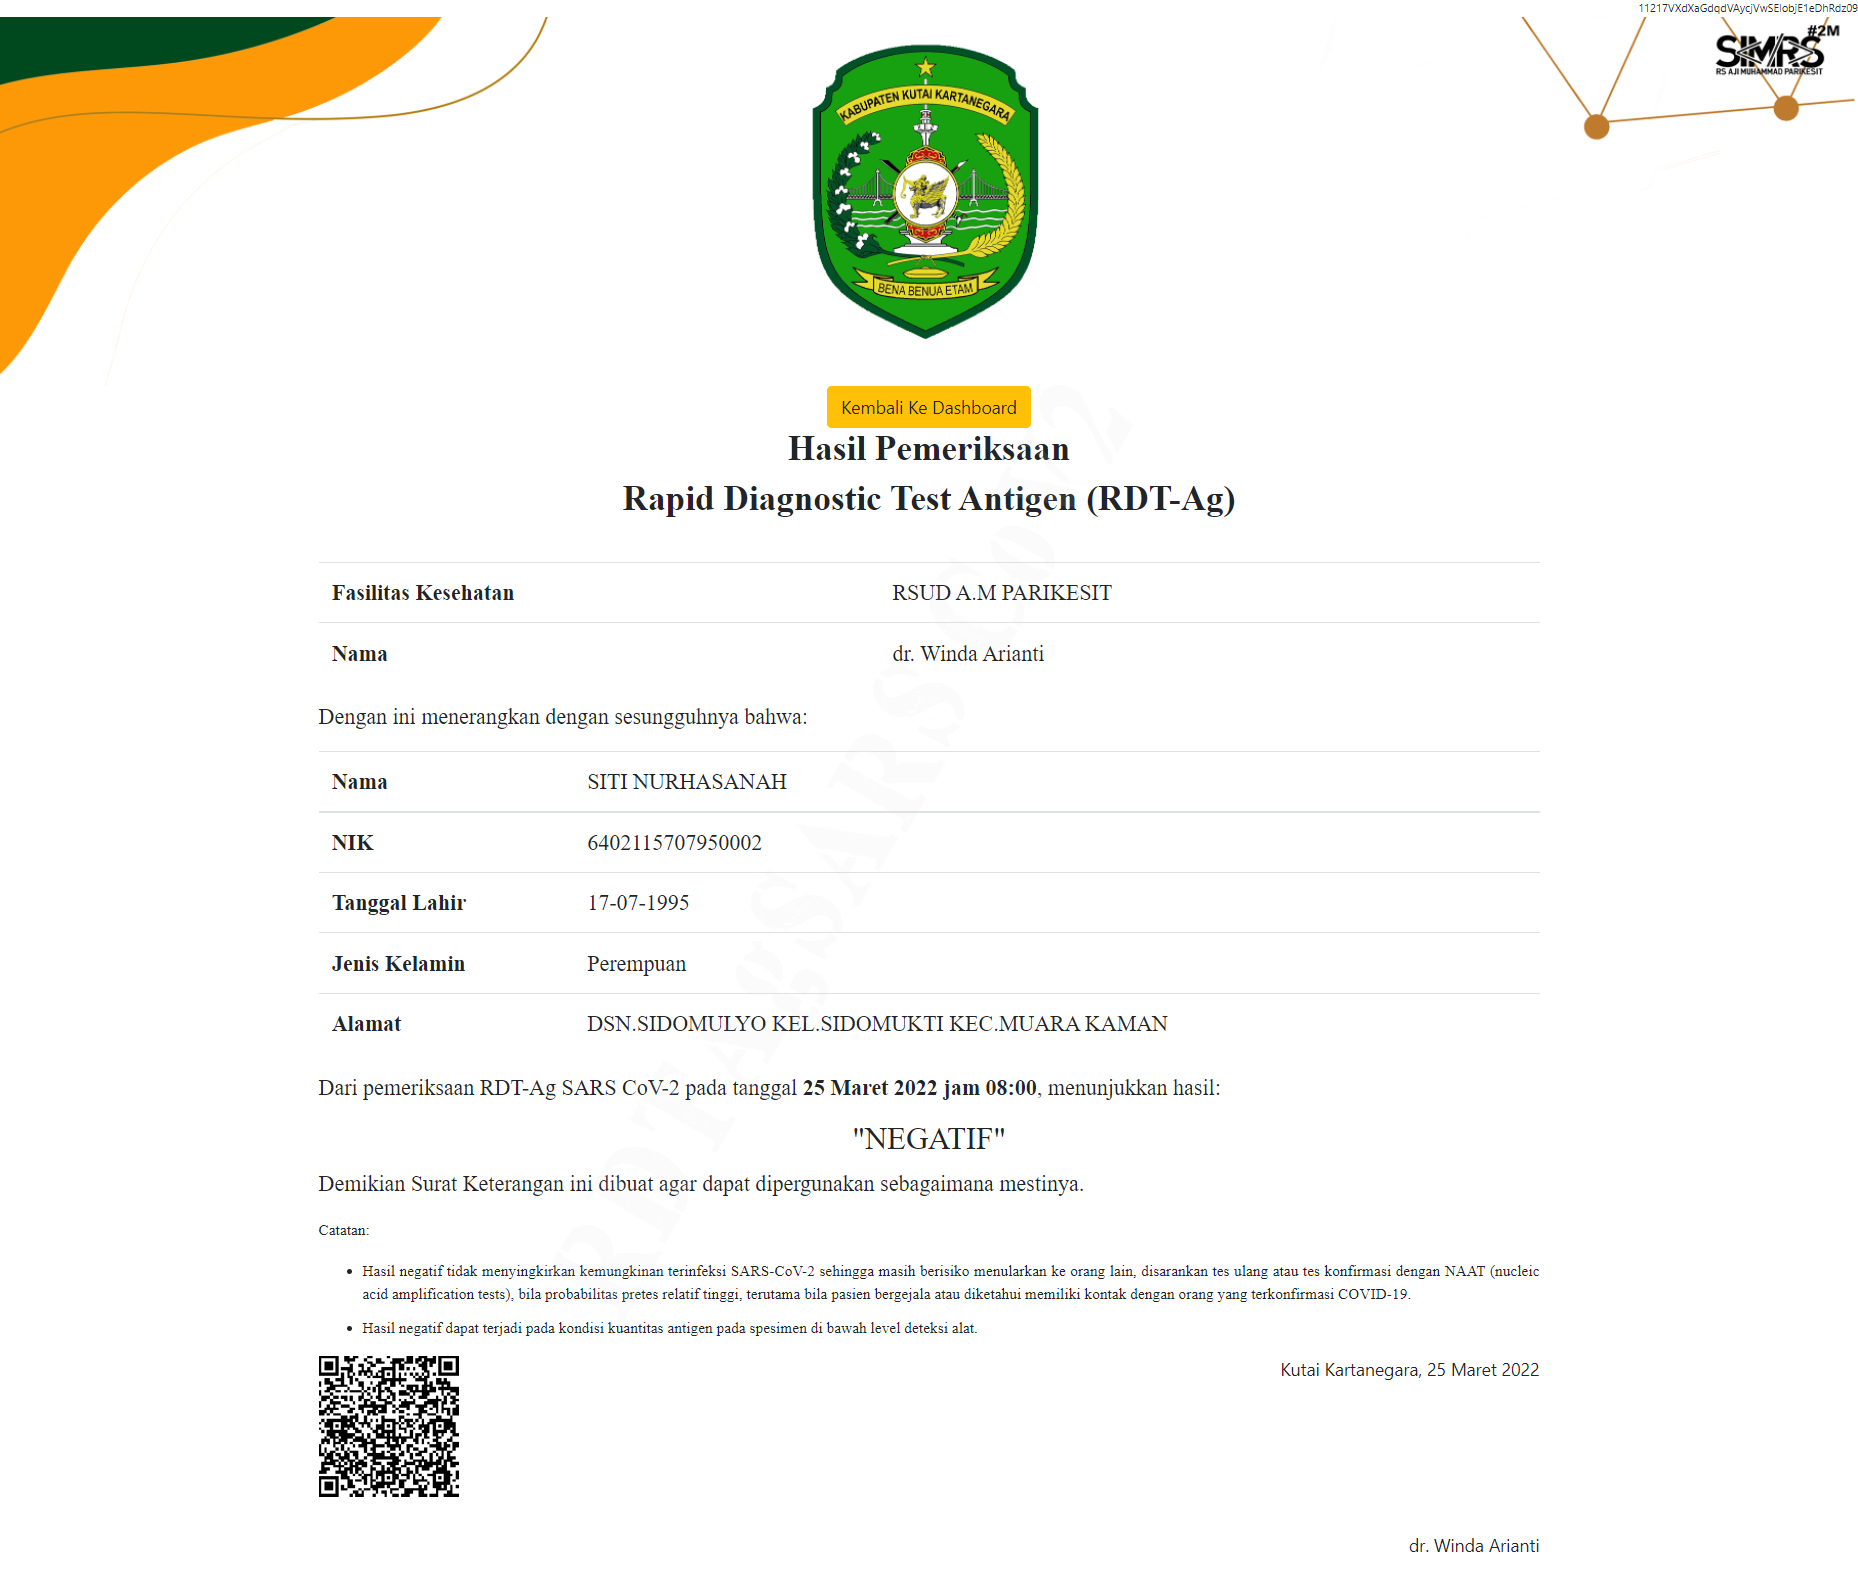 11217VXdXaGdqdVAycjVwSElobjE1eDhRdz09
#2M
SIMRS
RS AJI MUHAMMAD PARIKESIT
KABUPATEN KUTAI KARTANEGARA
BENA BENUA ETAM
Kembali Ke Dashboard
Hasil Pemeriksaan
Rapid Diagnostic Test Antigen (RDT-Ag)
Fasilitas Kesehatan RSUD A.M PARIKESIT
Nama dr. Winda Arianti
Dengan ini menerangkan dengan sesungguhnya bahwa:
Nama SITI NURHASANAH
NIK 6402115707950002
Tanggal Lahir 17-07-1995
Jenis Kelamin Perempuan
Alamat DSN.SIDOMULYO KEL.SIDOMUKTI KEC.MUARA KAMAN
Dari pemeriksaan RDT-Ag SARS CoV-2 pada tanggal 25 Maret 2022 jam 08:00, menunjukkan hasil:
"NEGATIF"
Demikian Surat Keterangan ini dibuat agar dapat dipergunakan sebagaimana mestinya.
Catatan:
• Hasil negatif tidak menyingkirkan kemungkinan terinfeksi SARS-CoV-2 sehingga masih berisiko menularkan ke orang lain, disarankan tes ulang atau tes konfirmasi dengan NAAT (nucleic
acid amplification tests), bila probabilitas pretes relatif tinggi, terutama bila pasien bergejala atau diketahui memiliki kontak dengan orang yang terkonfirmasi COVID-19.
• Hasil negatif dapat terjadi pada kondisi kuantitas antigen pada spesimen di bawah level deteksi alat.
Kutai Kartanegara, 25 Maret 2022
dr. Winda Arianti
RDTAgSARS CoV2